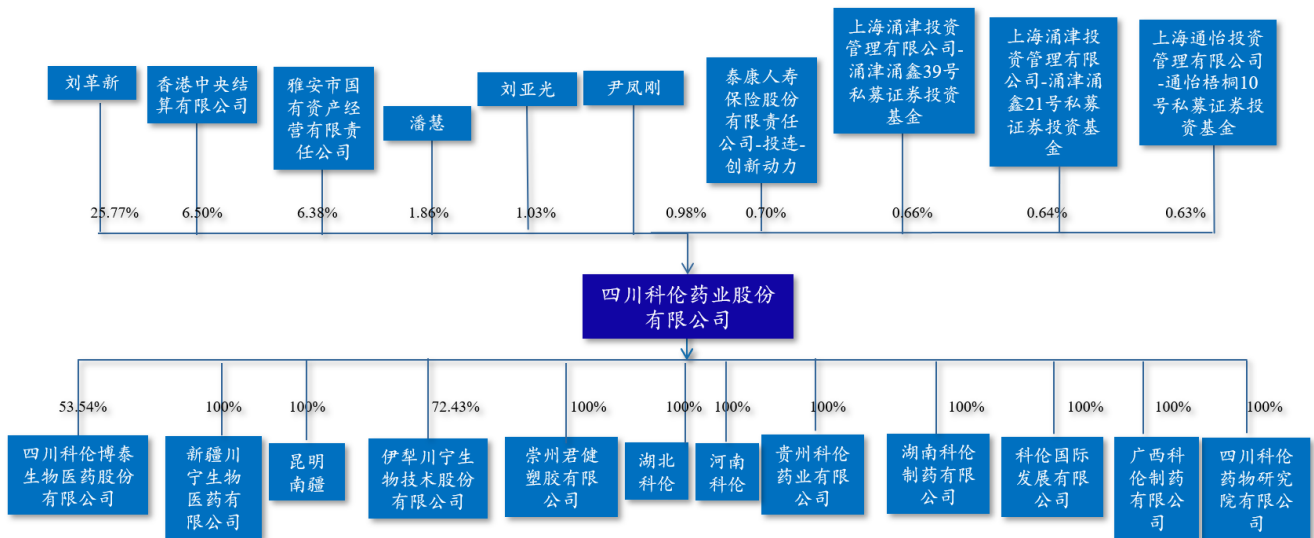 刘革新
香港中央结
算有限公司
雅安市国
有资产经
营有限责
任公司
潘慧
刘亚光
尹凤刚
泰康人寿
保险股份
有限责任
公司-投连-
创新动力
上海涌津投资
管理有限公司-
涌津涌鑫39号
私募证券投资
基金
上海涌津投
资管理有限
公司-涌津涌
鑫21号私募
证券投资基
金
上海通怡投资
管理有限公司
-通怡梧桐10
号私募证券投
资基金
25.77%
6.50%
6.38%
1.86%
1.03%
0.98%
0.70%
0.66%
0.64%
0.63%
四川科伦药业股份
有限公司
53.54%
100%
100%
72.43%
100%
100%
100%
100%
100%
100%
100%
100%
四川科伦博泰
生物医药股份
有限公司
新疆川
宁生物
医药有
限公司
昆明
南疆
伊犁川宁生
物技术股份
有限公司
崇州君健
塑胶有限
公司
湖北
科伦
河南
科伦
贵州科伦
药业有限
公司
湖南科伦
制药有限
公司
科伦国际
发展有限
公司
广西科
伦制药
有限公
司
四川科伦
药物研究
院有限公
司